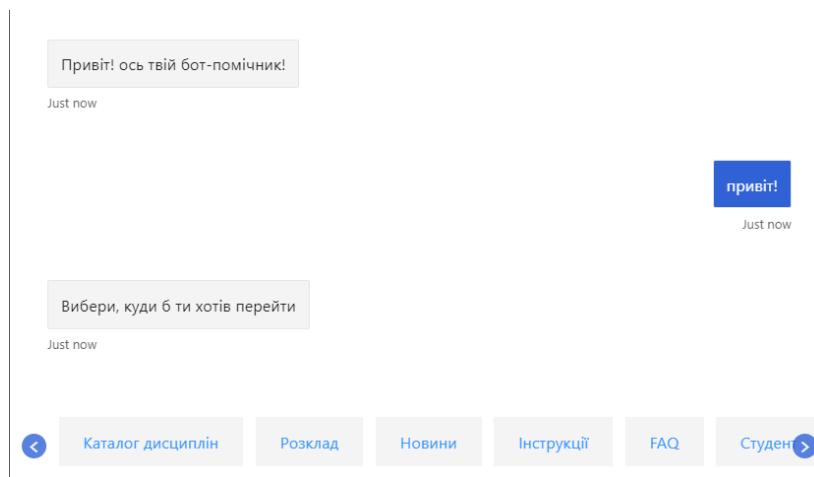 Привіт! ось твій бот-помічник!
Just now
привіт!
Just now
Вибери, куди б ти хотів перейти
Just now
Каталог дисциплін Розклад Новини Інструкції FAQ